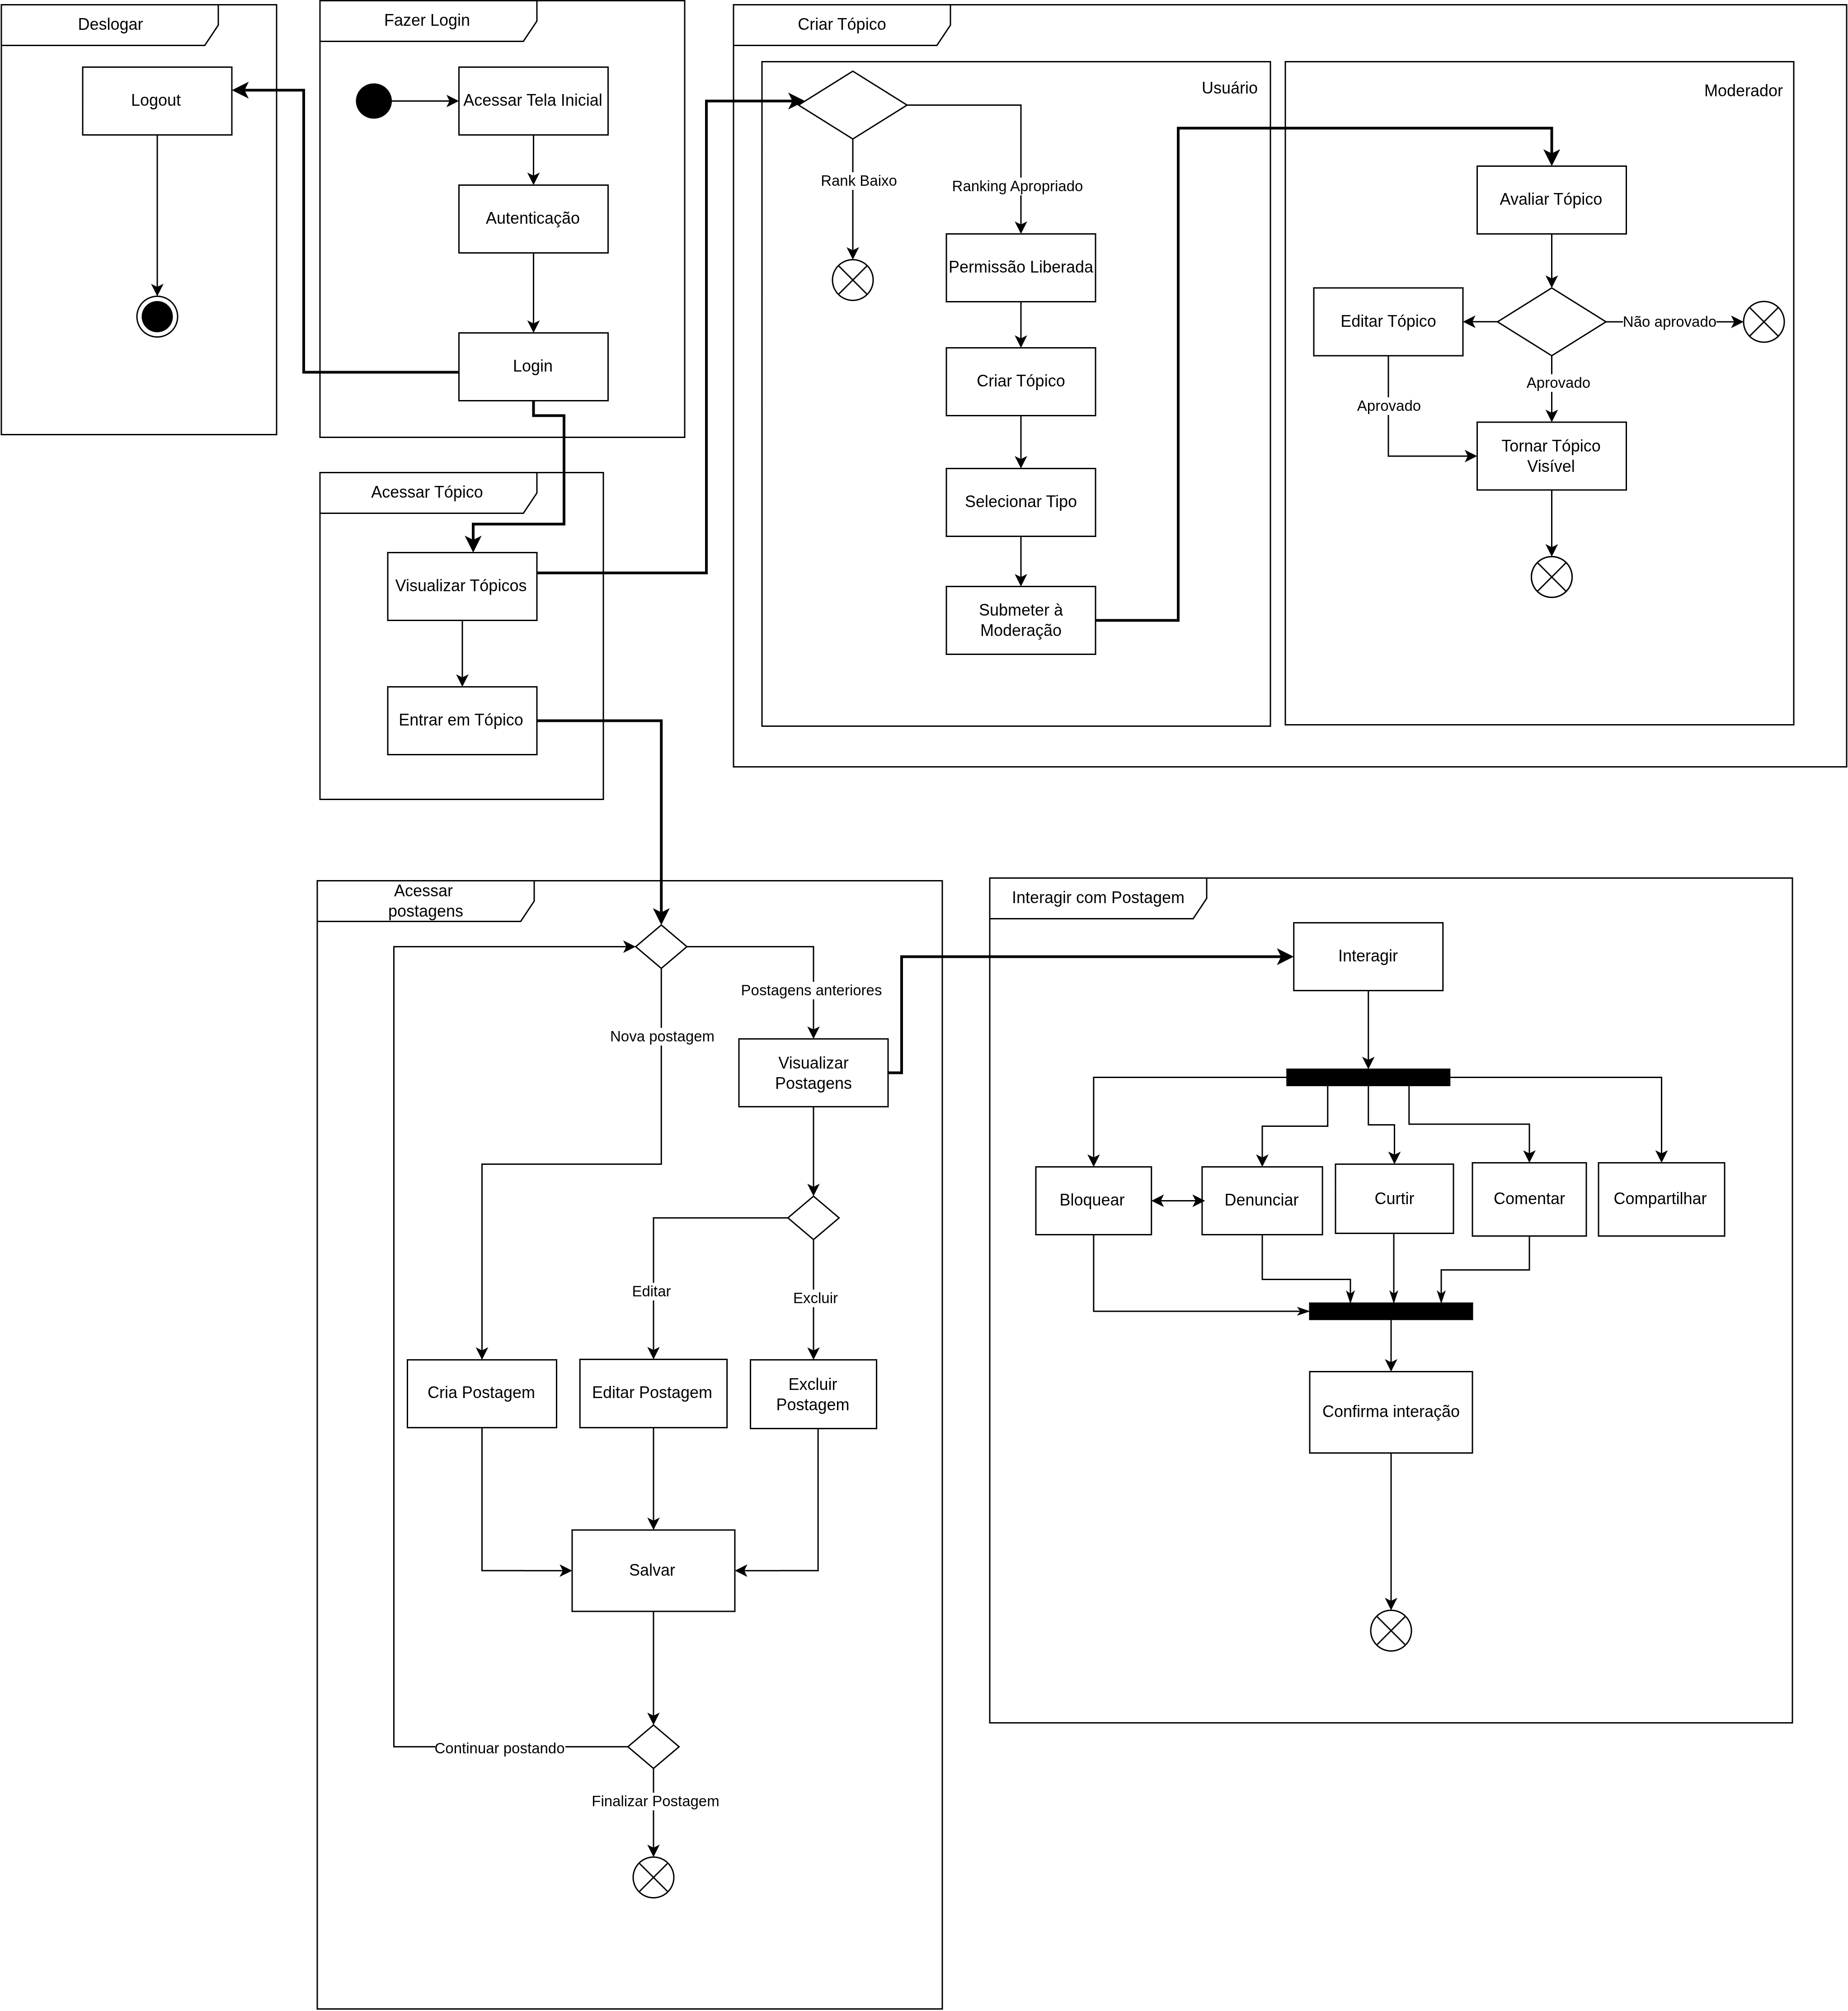 Deslogar
Logout
Fazer Login
Acessar Tela Inicial
Autenticação
Login
Acessar Tópico
Visualizar Tópicos
Entrar em Tópico
Criar Tópico
Usuário
Rank Baixo
Ranking Apropriado
Permissão Liberada
Criar Tópico
Selecionar Tipo
Submeter à
Moderação
Moderador
Avaliar Tópico
Editar Tópico
Não aprovado
Aprovado
Aprovado
Tornar Tópico
Visível
Acessar
postagens
Postagens anteriores
Nova postagem
Visualizar
Postagens
Editar
Excluir
Cria Postagem
Editar Postagem
Excluir
Postagem
Salvar
Continuar postando
Finalizar Postagem
Interagir com Postagem
Interagir
Bloquear
Denunciar
Curtir
Comentar
Compartilhar
Confirma interação